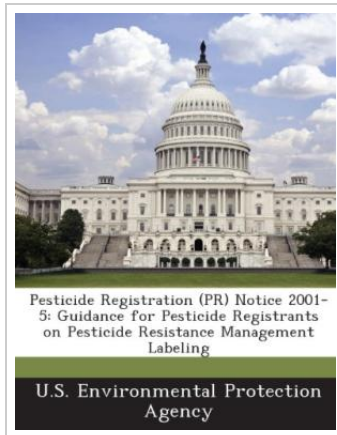 Pesticide Registration (PR) Notice 2001-
5: Guidance for Pesticide Registrants
on Pesticide Resistance Management
Labeling
U.S. Environmental Protection
Agency